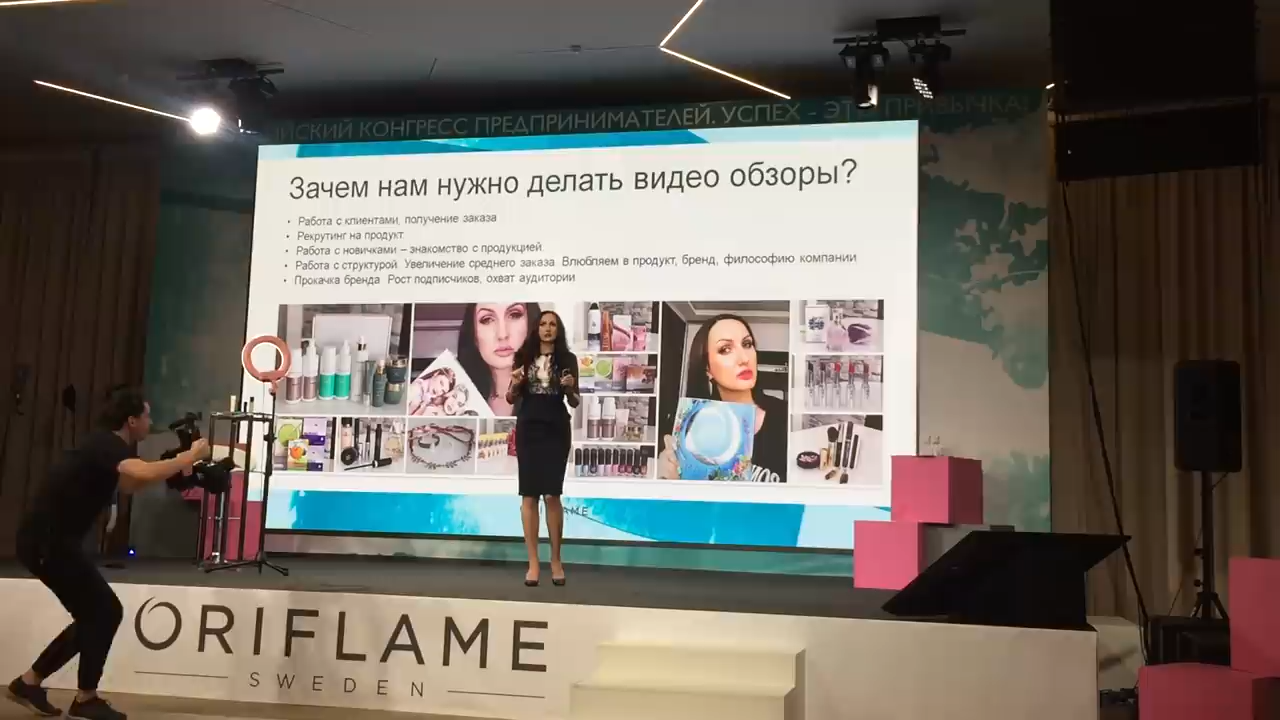 ЙСКИЙ КОНГРЕСС ПРЕДПРИНИМАТЕЛЕЙ. УСПЕХ - ЭТО ПРИВЫЧКА!
Зачем нам нужно делать видео обзоры?
• Работа с клиентами, получение заказа
• Рекрутинг на продукт
• Работа с новичками – знакомство с продукцией
• Работа с структурой. Увеличение среднего заказа. Влюбляем в продукт, бренд, философию компании
• Прокачка бренда. Рост подписчиков, охват аудитории
ORIFLAME
SWEDEN